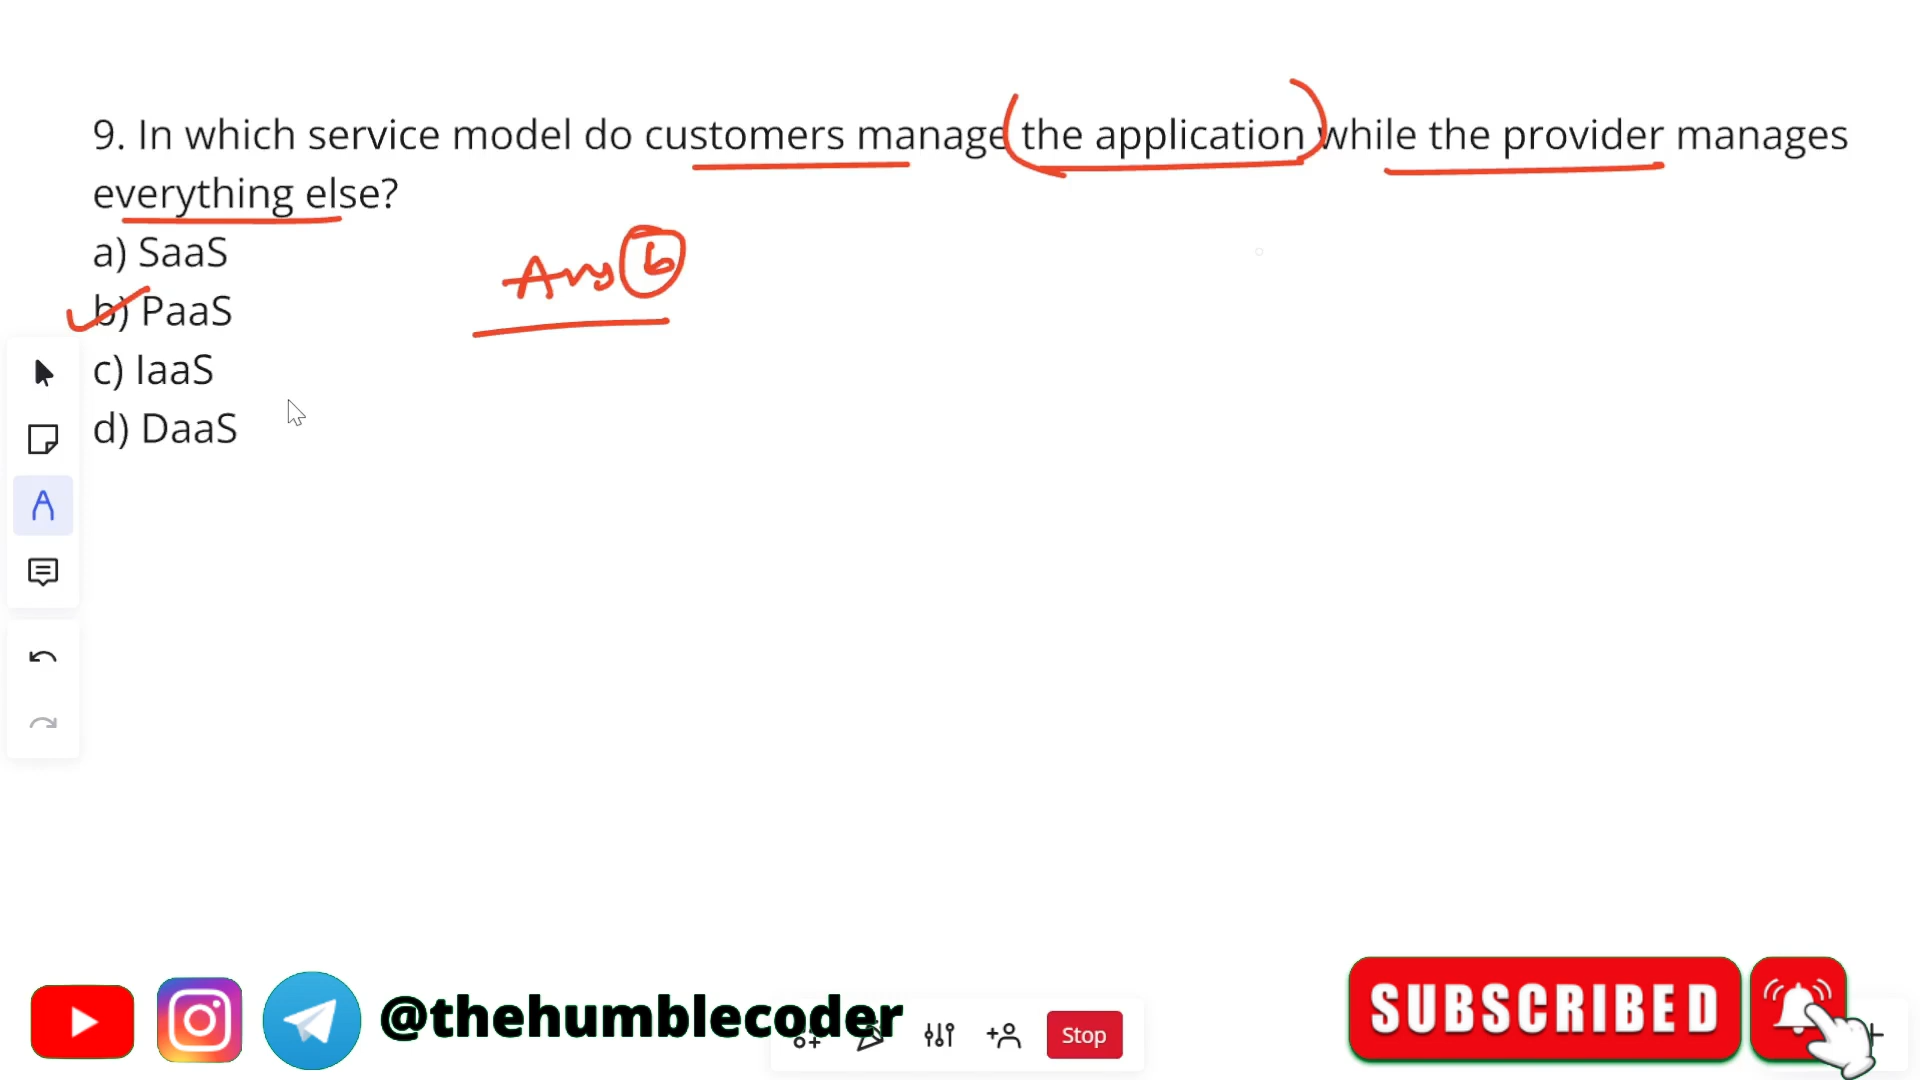 9. In which service model do customers manage the application while the provider manages
everything else?
a) SaaS
Ans b
b) PaaS
c) IaaS
d) DaaS
@thehumblecoder
Stop
SUBSCRIBED